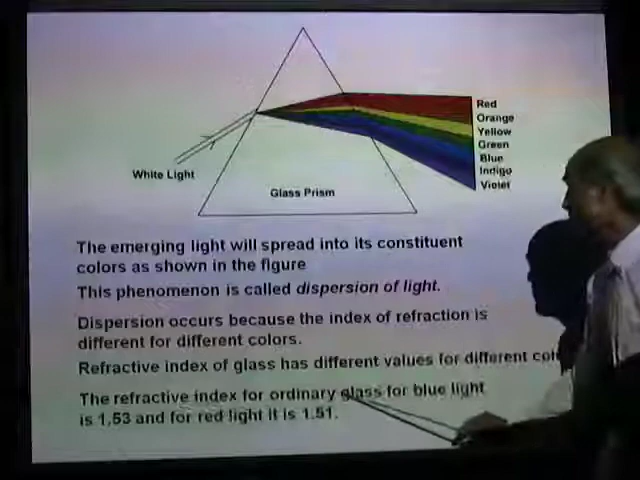 Red
Orange
Yellow
Green
Blue
Indigo
Violet
White Light
Glass Prism
The emerging light will spread into its constituent
colors as shown in the figure
This phenomenon is called dispersion of light.
Dispersion occurs because the index of refraction is
different for different colors.
Refractive index of glass has different values for different
The refractive index for ordinary glass for blue light
is 1.53 and for red light it is 1.51.